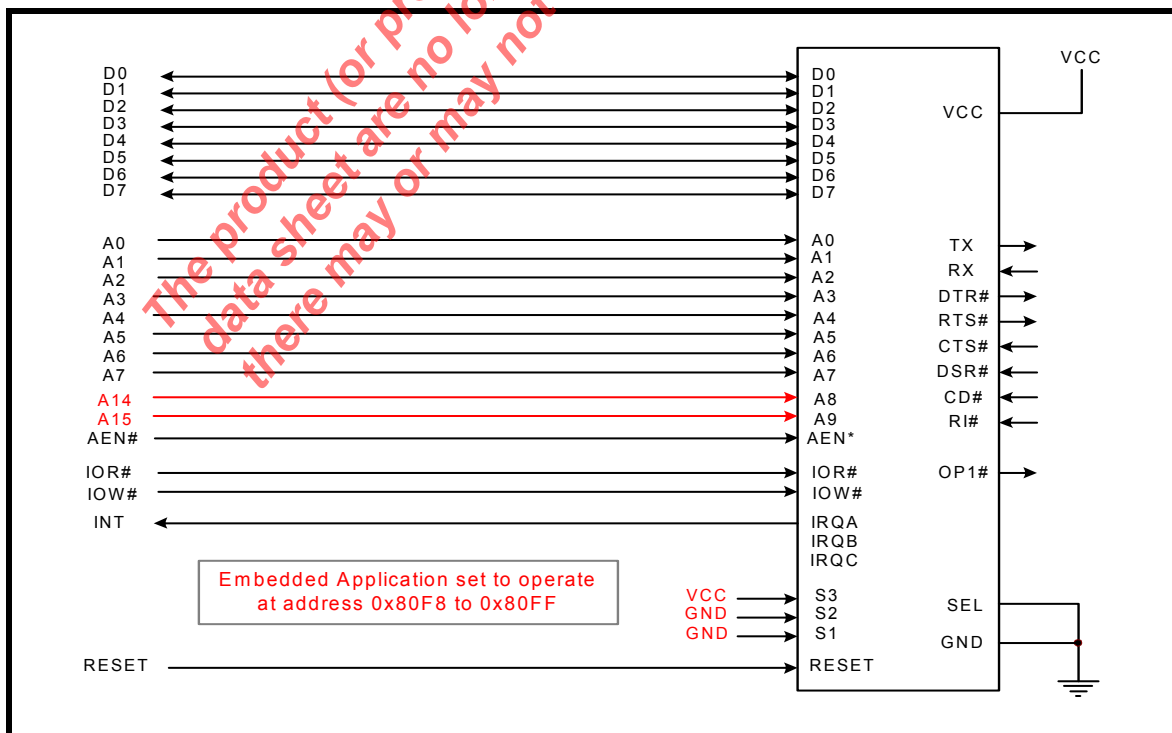 The product (or pr
data sheet are no lo
there may or may not
VCC
D0 D0
D1 D1
D2 D2
VCC
D3 D3
D4 D4
D5 D5
D6 D6
D7 D7
A0 A0 TX
A1 A1
A2 A2 RX
A3 A3 DTR#
A4 A4 RTS#
A5 A5
A6 A6 CTS#
A7 A7 DSR#
A14 A8 CD#
A15 A9 RI#
AEN# AEN*
IOR# IOR# OP1#
IOW# IOW#
INT IRQA
IRQB
IRQC
Embedded Application set to operate
at address 0x80F8 to 0x80FF
VCC S3
GND S2 SEL
GND S1
GND
RESET RESET